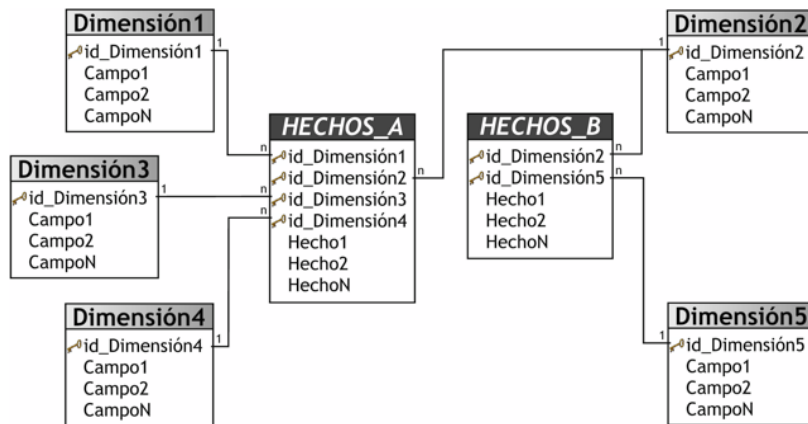 Dimensión1
id_Dimensión1
Campo1
Campo2
CampoN
1
Dimensión2
id_Dimensión2
Campo1
Campo2
CampoN
1
HECHOS_A
id_Dimensión1
id_Dimensión2
id_Dimensión3
id_Dimensión4
Hecho1
Hecho2
HechoN
n
n
n
n
HECHOS_B
id_Dimensión2
id_Dimensión5
Hecho1
Hecho2
HechoN
n
n
Dimensión3
id_Dimensión3
Campo1
Campo2
CampoN
1
Dimensión4
id_Dimensión4
Campo1
Campo2
CampoN
1
Dimensión5
id_Dimensión5
Campo1
Campo2
CampoN
1